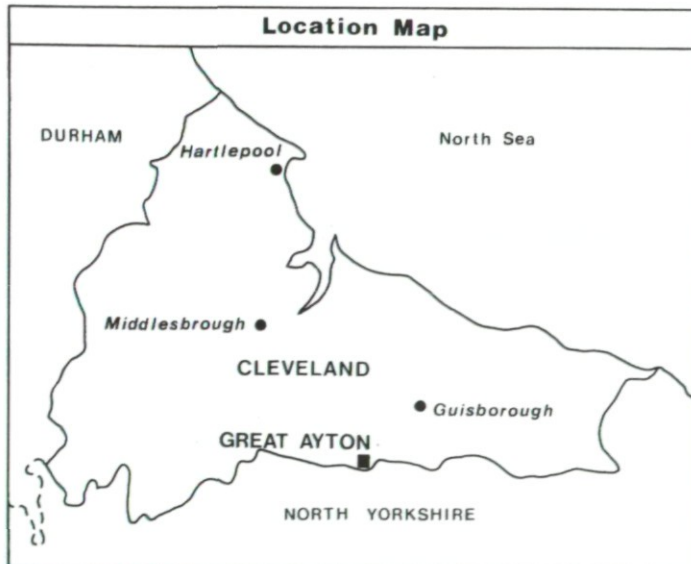 Location Map
DURHAM
North Sea
Hartlepool
Middlesbrough
CLEVELAND
Guisborough
GREAT AYTON
NORTH YORKSHIRE